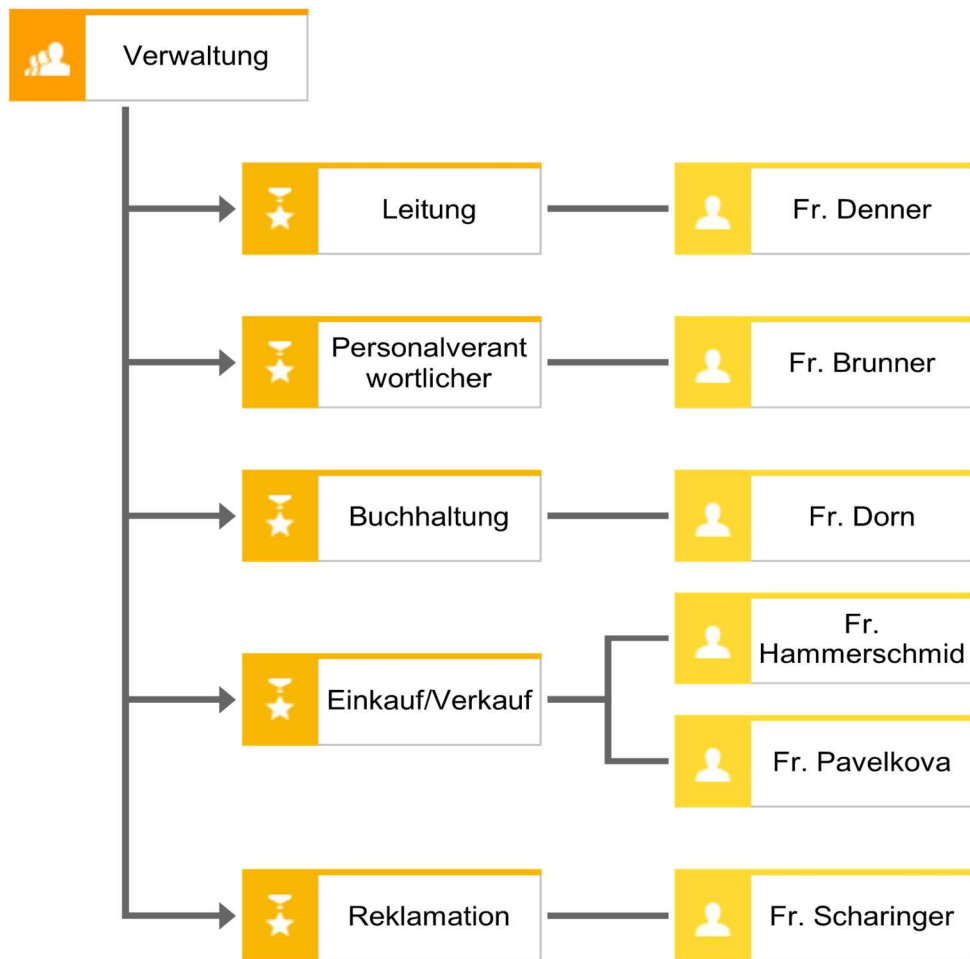 Verwaltung
Leitung
Fr. Denner
Personalverant
wortlicher
Fr. Brunner
Buchhaltung
Fr. Dorn
Einkauf/Verkauf
Fr.
Hammerschmid
Fr. Pavelkova
Reklamation
Fr. Scharinger